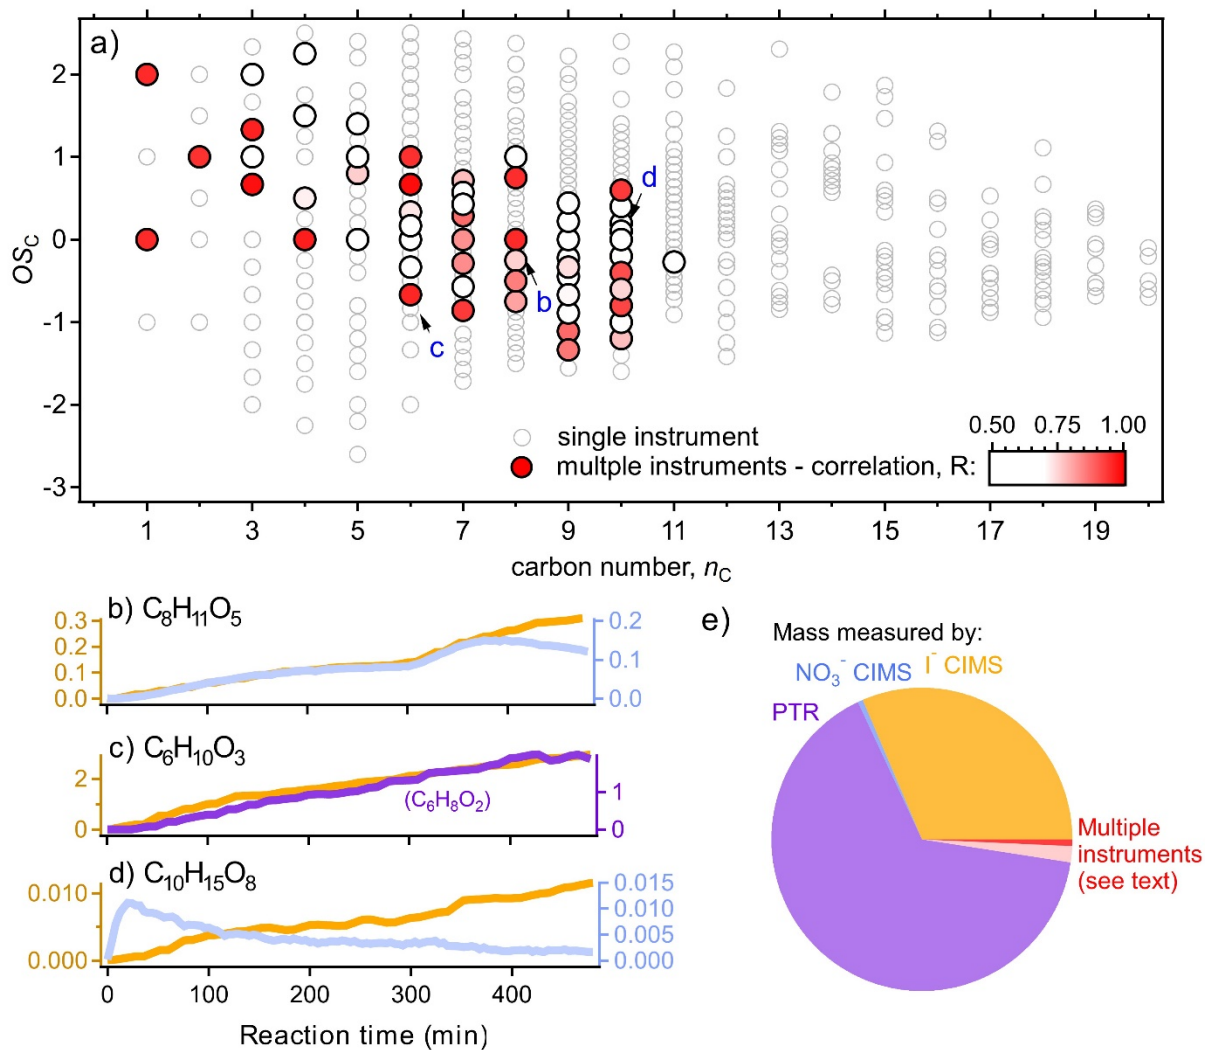 a)
2
1
0
-1
-2
-3
OSC
b
c
d
single instrument
multple instruments - correlation, R:
0.50 0.75 1.00
1 3 5 7 9 11 13 15 17 19
carbon number, nC
b) C8H11O5
0.3
0.2
0.1
0.0
0.2
0.1
0.0
c) C6H10O3
2
0
(C6H8O2)
1
0
d) C10H15O8
0.010
0.000
0.015
0.010
0.005
0.000
0 100 200 300 400
Reaction time (min)
e)
Mass measured by:
NO3- CIMS I- CIMS
PTR
Multiple
instruments
(see text)